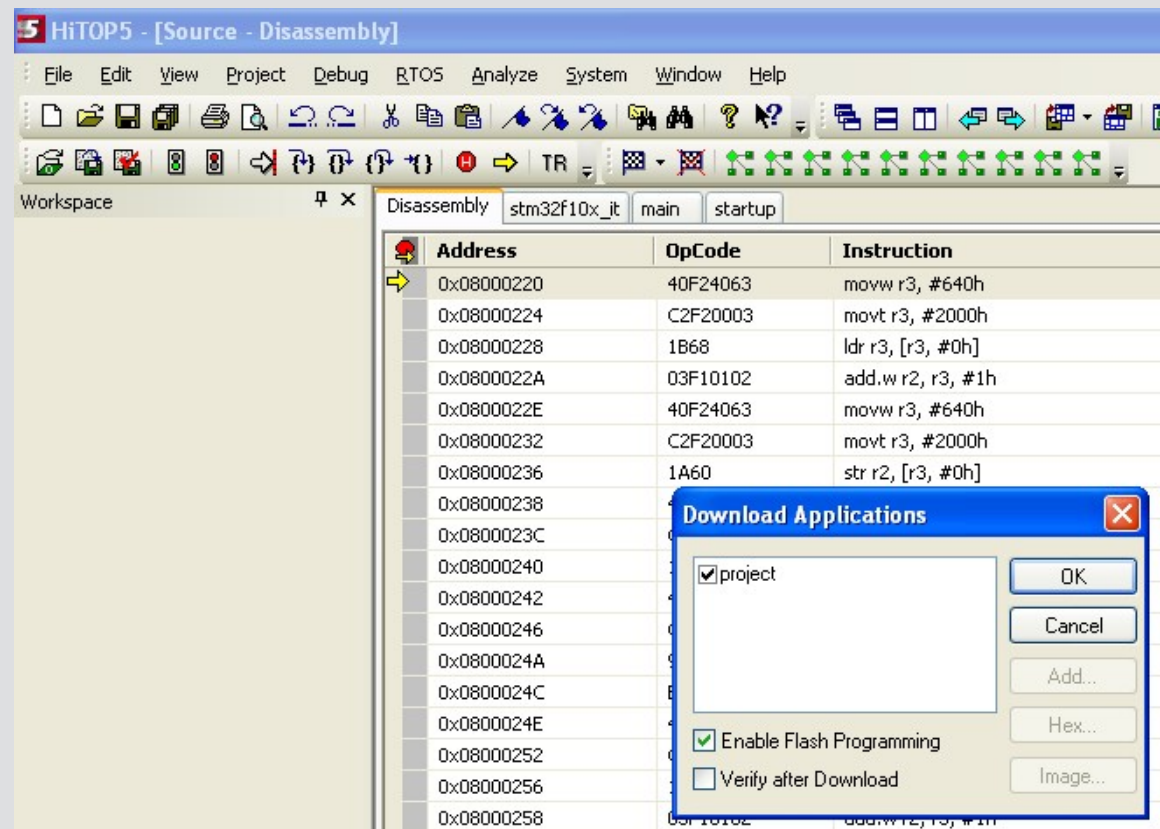 5 HiTOP5 - [Source - Disassembly]
File Edit View Project Debug RTOS Analyze System Window Help
TR
Workspace
Disassembly stm32f10x_it main startup
Address OpCode Instruction
0x08000220 40F24063 movw r3, #640h
0x08000224 C2F20003 movt r3, #2000h
0x08000228 1B68 ldr r3, [r3, #0h]
0x0800022A 03F10102 add.w r2, r3, #1h
0x0800022E 40F24063 movw r3, #640h
0x08000232 C2F20003 movt r3, #2000h
0x08000236 1A60 str r2, [r3, #0h]
0x08000238
0x0800023C
0x08000240
0x08000242
0x08000246
0x0800024A
0x0800024C
0x0800024E
0x08000252
0x08000256
0x08000258
Download Applications
project
OK
Cancel
Add...
Hex...
Image...
Enable Flash Programming
Verify after Download